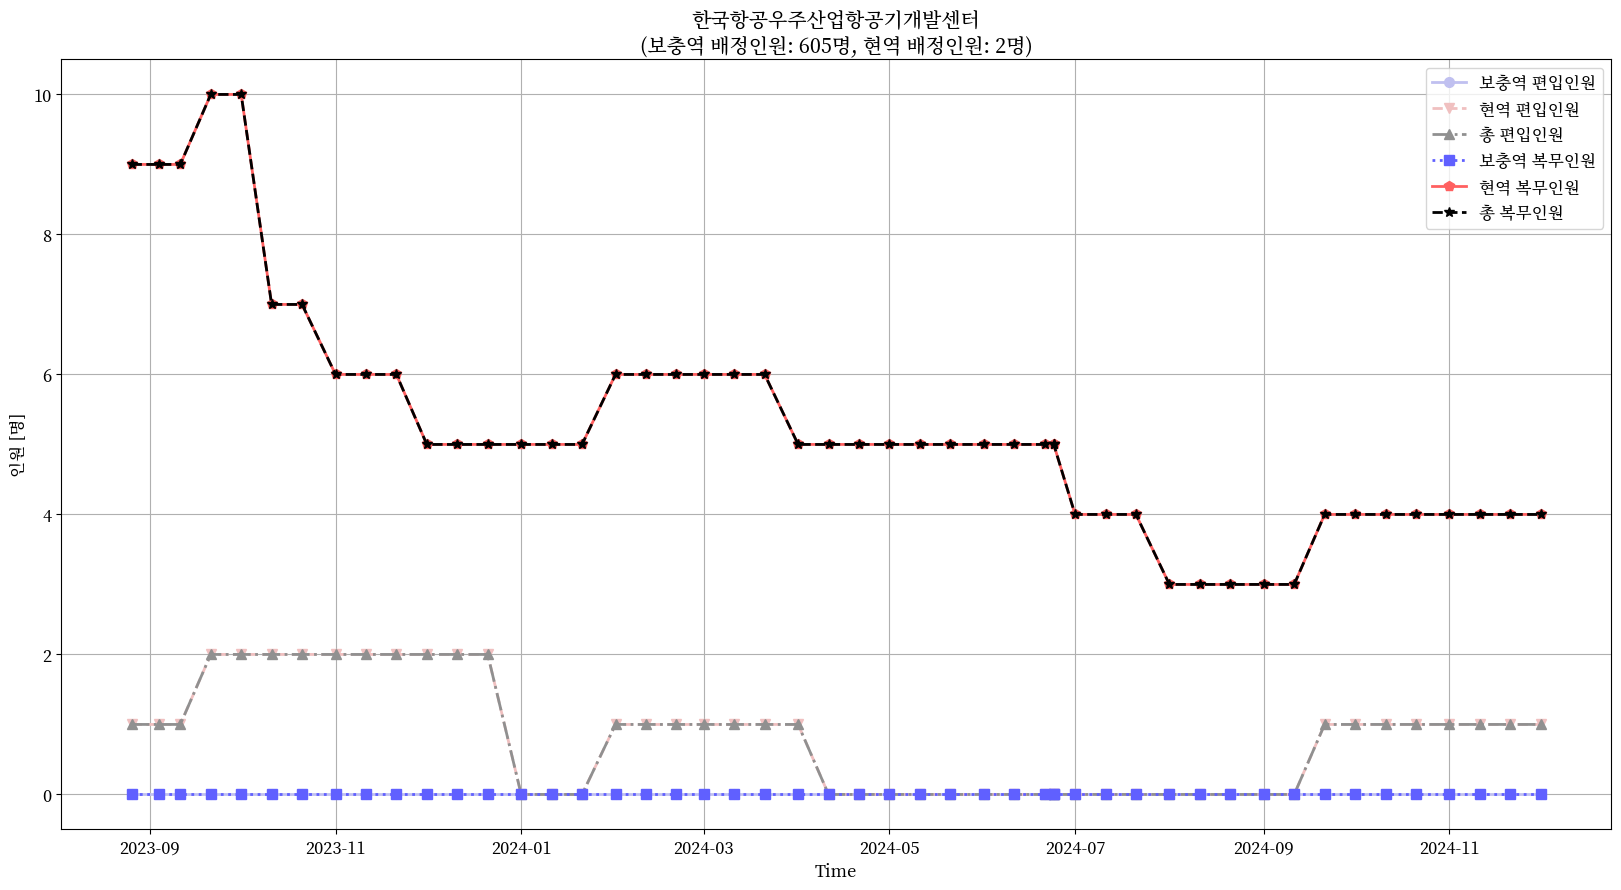 한국항공우주산업항공기개발센터
(보충역 배정인원: 605명, 현역 배정인원: 2명)
보충역 편입인원
현역 편입인원
총 편입인원
보충역 복무인원
현역 복무인원
총 복무인원
인원 [명]
10
8
6
4
2
0
2023-09
2023-11
2024-01
2024-03
2024-05
2024-07
2024-09
2024-11
Time